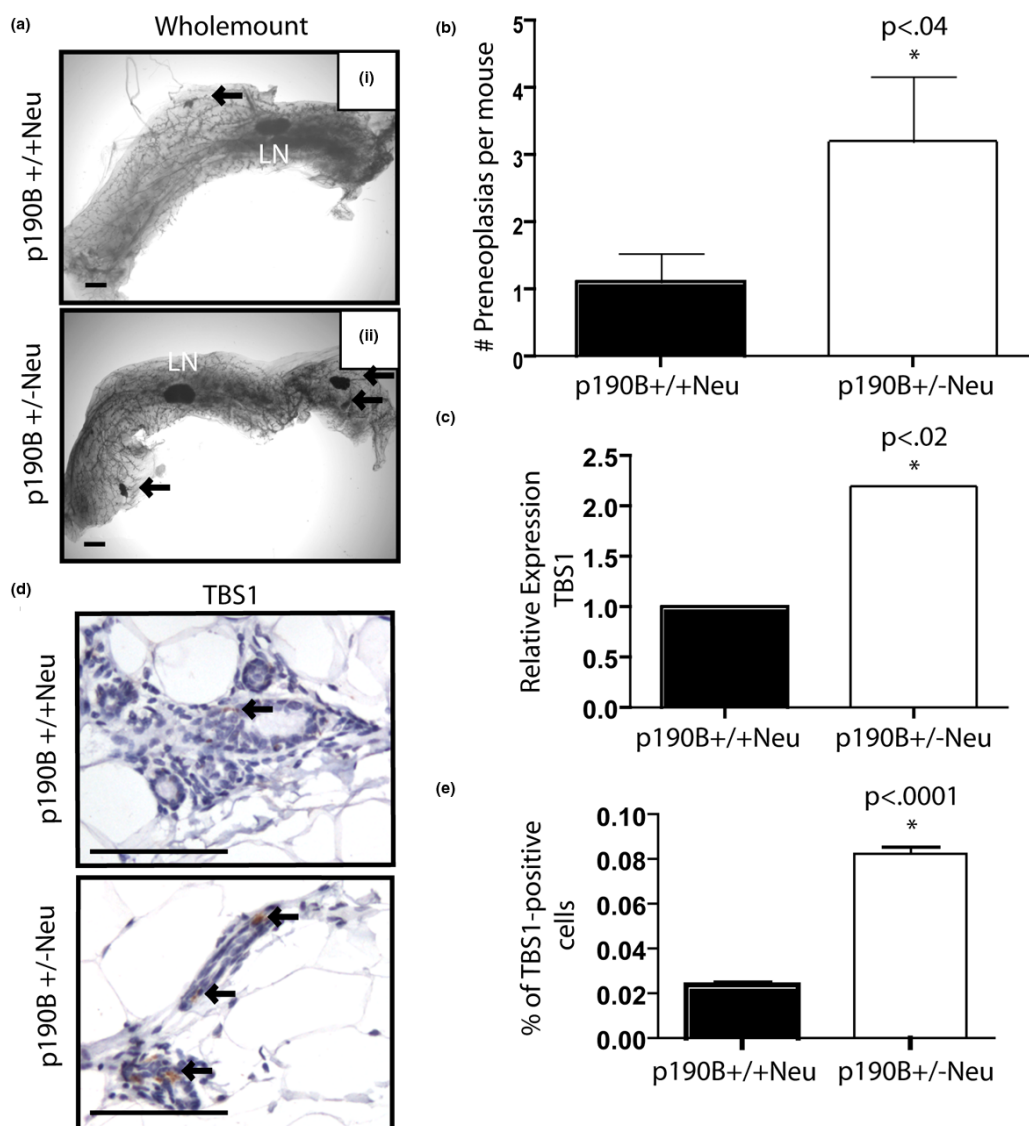 (a)
Wholemount
p190B +/+Neu
(i)
LN
p190B +/-Neu
(ii)
LN
(b)
# Preneoplasias per mouse
5
4
3
2
1
0
p<.04
*
p190B+/+Neu
p190B+/-Neu
(c)
Relative Expression
TBS1
2.5
2.0
1.5
1.0
0.5
0.0
p<.02
*
p190B+/+Neu
p190B+/-Neu
(d)
TBS1
p190B +/+Neu
p190B +/-Neu
(e)
% of TBS1-positive
cells
0.10
0.08
0.06
0.04
0.02
0.00
p<.0001
*
p190B+/+Neu
p190B+/-Neu